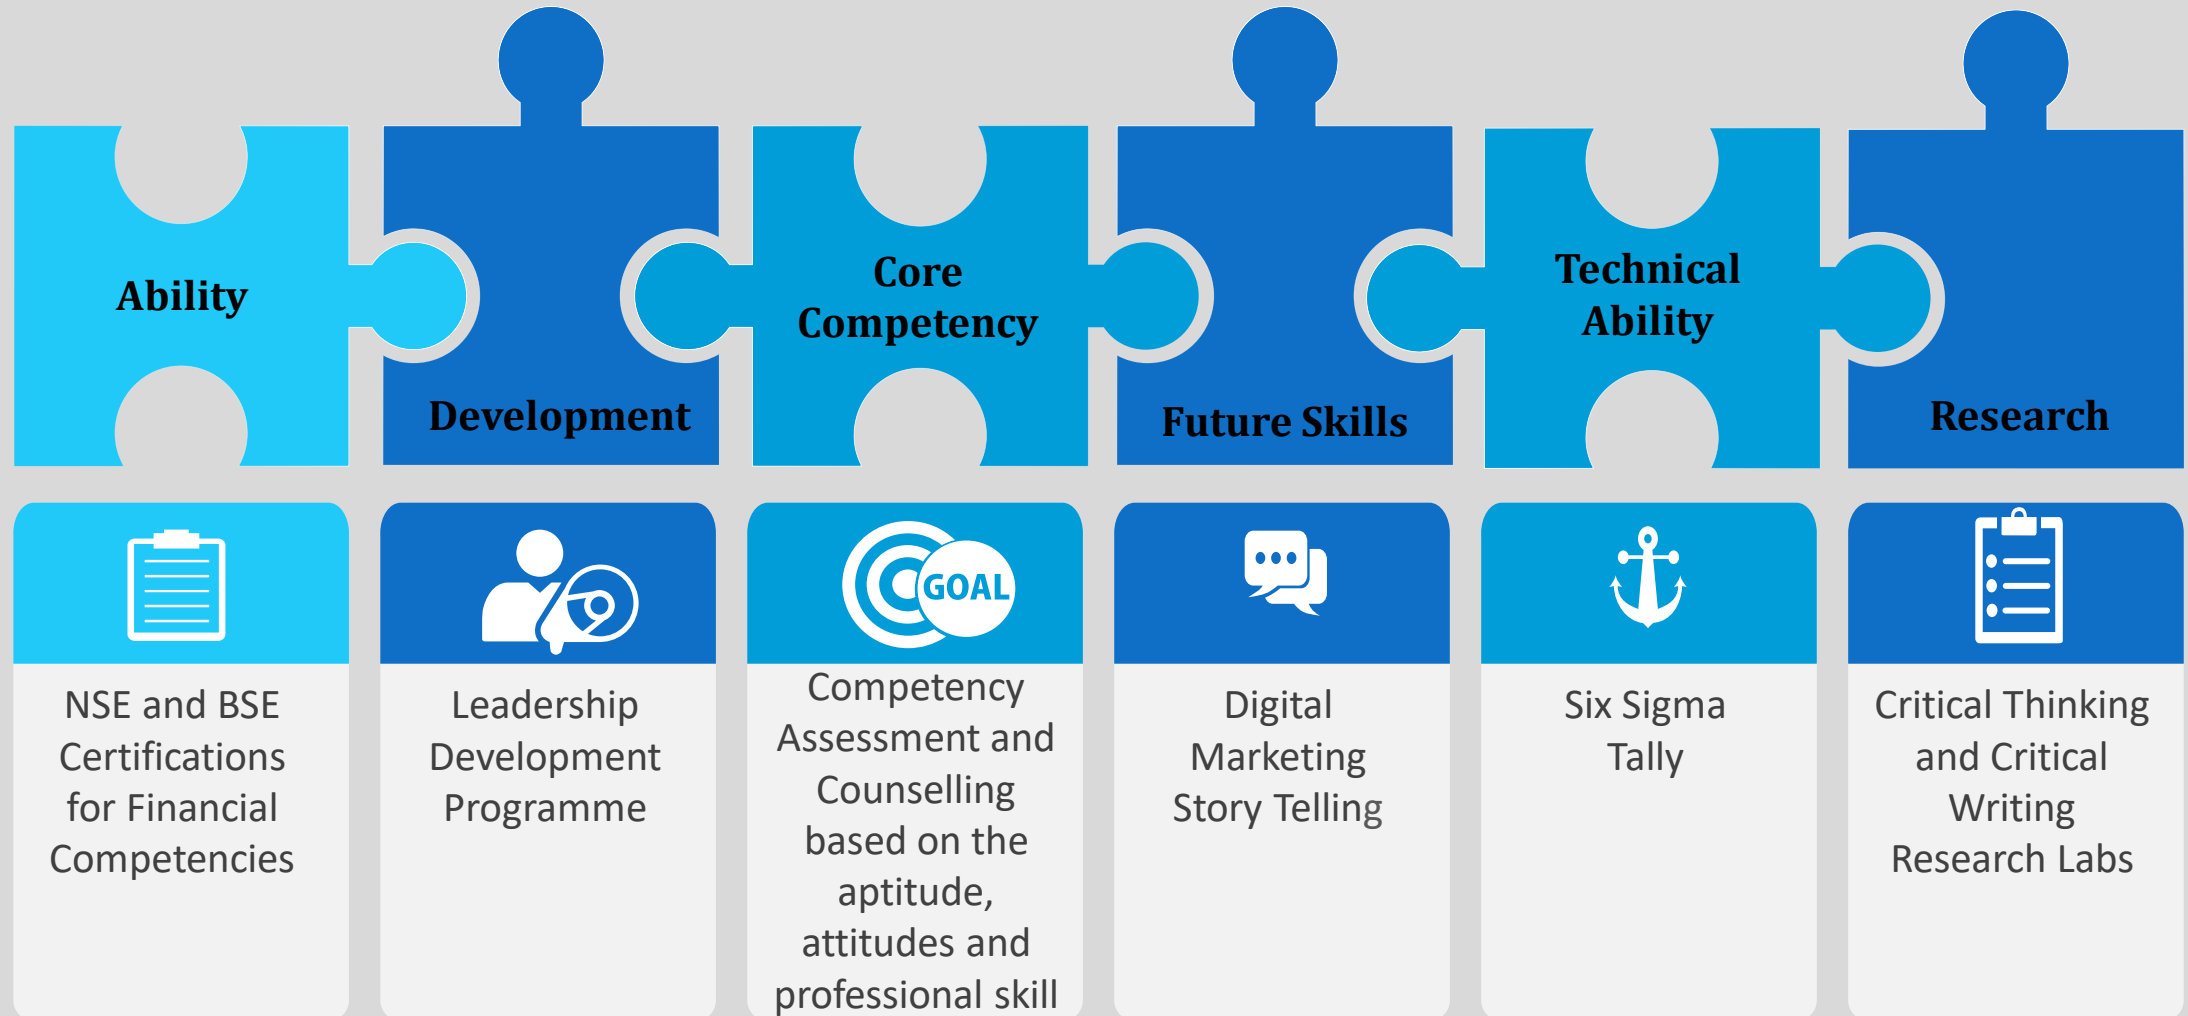 Ability
Development
Core
Competency
Future Skills
Technical
Ability
Research
NSE and BSE
Certifications
for Financial
Competencies
Leadership
Development
Programme
GOAL
Competency
Assessment and
Counselling
based on the
aptitude,
attitudes and
professional skill
Digital
Marketing
Story Telling
Six Sigma
Tally
Critical Thinking
and Critical
Writing
Research Labs